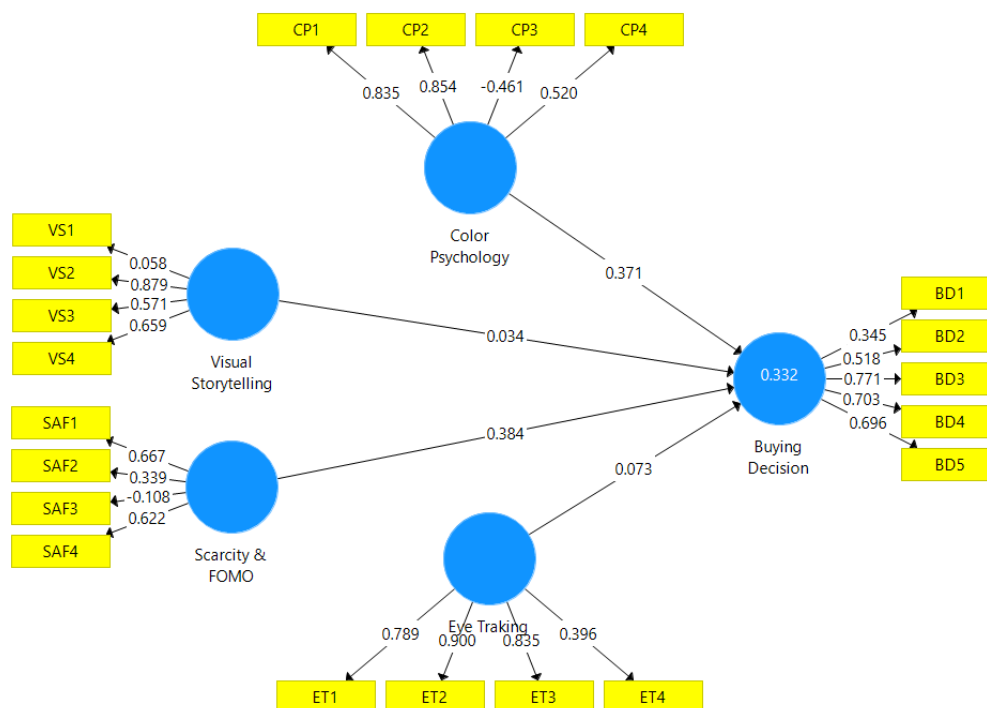 CP1 CP2 CP3 CP4
0.835 0.854 -0.461 0.520
Color
Psychology
0.371
VS1
VS2
VS3
VS4
0.058
0.879
0.571
0.659
Visual
Storytelling
0.034
SAF1
SAF2
SAF3
SAF4
0.667
0.339
-0.108
0.622
Scarcity &
FOMO
0.384
0.332
Buying
Decision
0.345
0.518
0.771
0.703
0.696
BD1
BD2
BD3
BD4
BD5
0.073
Eye Traking
0.789 0.900 0.835 0.396
ET1 ET2 ET3 ET4